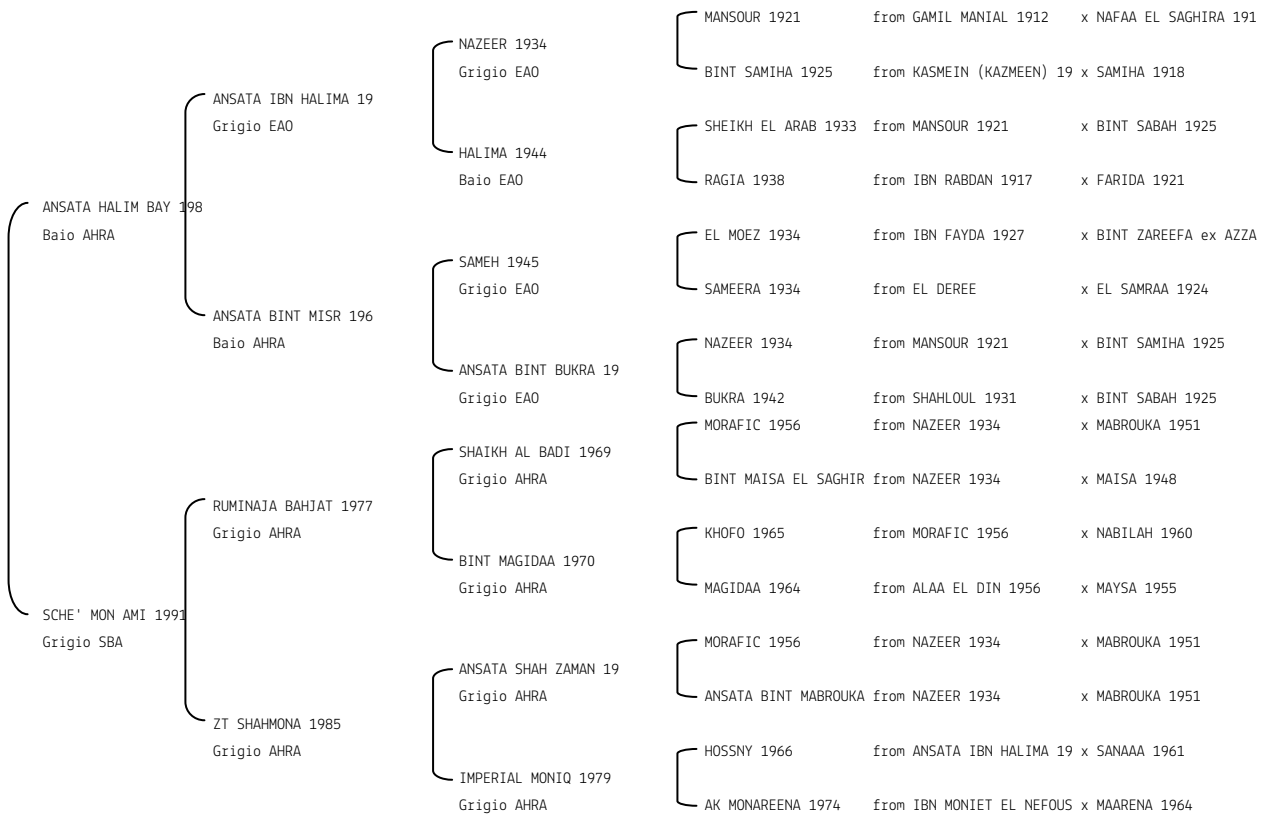 MANSOUR 1921 from GAMIL MANIAL 1912 x NAFAA EL SAGHIRA 191
NAZEER 1934
Grigio EAO
BINT SAMIHA 1925 from KASMEIN (KAZMEEN) 19 x SAMIHA 1918
ANSATA IBN HALIMA 19
Grigio EAO
SHEIKH EL ARAB 1933 from MANSOUR 1921 x BINT SABAH 1925
HALIMA 1944
Baio EAO
RAGIA 1938 from IBN RABDAN 1917 x FARIDA 1921
ANSATA HALIM BAY 198
Baio AHRA
EL MOEZ 1934 from IBN FAYDA 1927 x BINT ZAREEFA ex AZZA
SAMEH 1945
Grigio EAO
SAMEERA 1934 from EL DEREE x EL SAMRAA 1924
ANSATA BINT MISR 196
Baio AHRA
NAZEER 1934 from MANSOUR 1921 x BINT SAMIHA 1925
ANSATA BINT BUKRA 19
Grigio EAO
BUKRA 1942 from SHAHLOUL 1931 x BINT SABAH 1925
MORAFIC 1956 from NAZEER 1934 x MABROUKA 1951
SHAIKH AL BADI 1969
Grigio AHRA
BINT MAISA EL SAGHIR from NAZEER 1934 x MAISA 1948
RUMINAJA BAHJAT 1977
Grigio AHRA
KHOFO 1965 from MORAFIC 1956 x NABILAH 1960
BINT MAGIDAA 1970
Grigio AHRA
MAGIDAA 1964 from ALAA EL DIN 1956 x MAYSA 1955
SCHE' MON AMI 1991
Grigio SBA
MORAFIC 1956 from NAZEER 1934 x MABROUKA 1951
ANSATA SHAH ZAMAN 19
Grigio AHRA
ANSATA BINT MABROUKA from NAZEER 1934 x MABROUKA 1951
ZT SHAHMONA 1985
Grigio AHRA
HOSSNY 1966 from ANSATA IBN HALIMA 19 x SANAAA 1961
IMPERIAL MONIQ 1979
Grigio AHRA
AK MONAREENA 1974 from IBN MONIET EL NEFOUS x MAARENA 1964